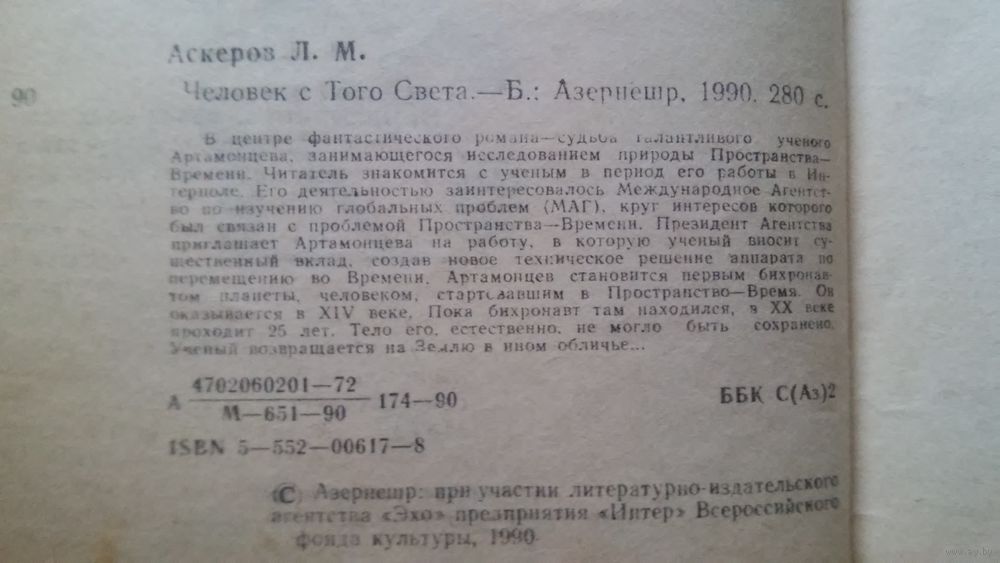 Аскеров Л. М.
90
Человек с Того Света.—Б.: Азернешр, 1990. 280 с.
В центре фантастического романа—судьба талантливого ученого
Артамонцева, занимающегося исследованием природы Пространства—
Времени. Читатель знакомится с ученым в период его работы в Ин-
терполе. Его деятельностью заинтересовалось Международное Агентст-
во по изучению глобальных проблем (МАГ), круг интересов которого
был связан с проблемой Пространства—Времени. Президент Агентства
приглашает Артамонцева на работу, в которую ученый вносит су-
щественный вклад, создав новое техническое решение аппарата по
перемещению во Времени. Артамонцев становится первым бихронав-
том планеты, человеком, стартовавшим в Пространство—Время. Он
оказывается в XIV веке. Пока бихронавт там находился, в XX веке
проходит 25 лет. Тело его, естественно, не могло быть сохранено.
Ученый возвращается на Землю в ином обличье...
А 4702060201—72 174—90
М—651—90
ББК С(Аз)2
ISBN 5—552—00617—8
© Азернешр: при участии литературно-издательского
агентства «Эхо» предприятия «Интер» Всероссийского
фонда культуры, 1990
www.ay.by